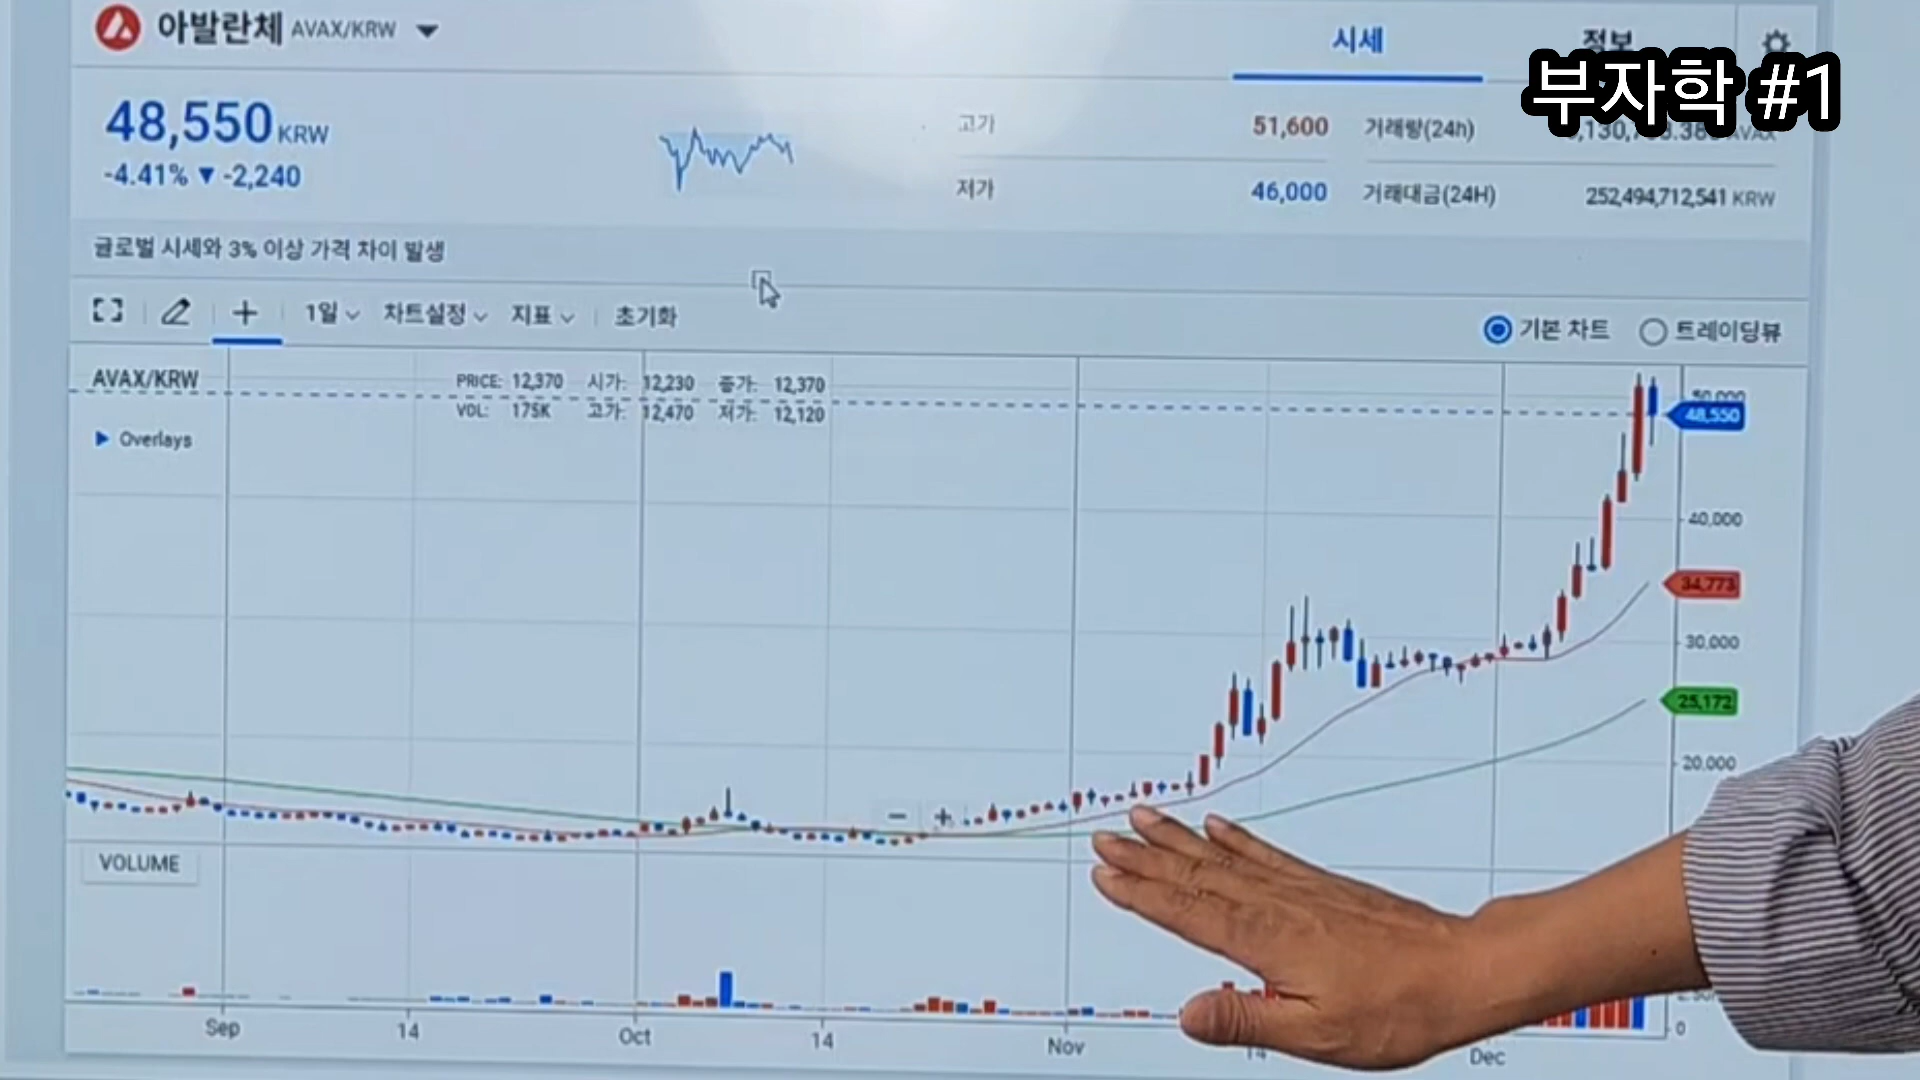 아발란체 AVAX/KRW
시세
정보
부자학 #1
48,550 KRW
-4.41% ▼ -2,240
고가 51,600
거래량(24h)
저가 46,000
거래대금(24H) 252,494,712,541 KRW
글로벌 시세와 3% 이상 가격 차이 발생
1일 차트설정 지표 초기화
기본 차트 트레이딩뷰
AVAX/KRW
PRICE: 12,370 시가: 12,230 종가: 12,370
VOL: 175K 고가: 12,470 저가: 12,120
Overlays
50,000
48,550
40,000
34,773
30,000
25,172
20,000
VOLUME
0
Sep 14 Oct 14 Nov 14 Dec